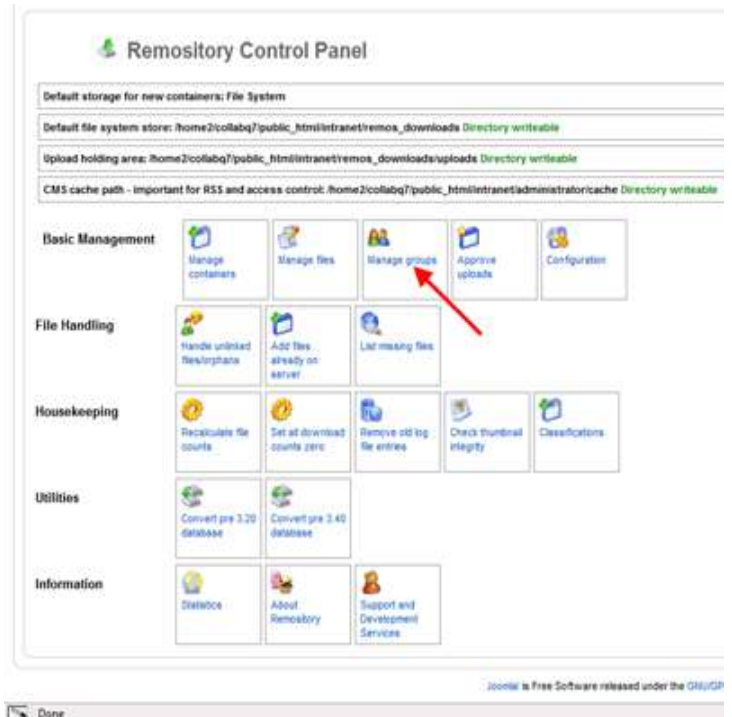 Remository Control Panel
Default storage for new containers: File System
Default file system store: /home2/collabq7/public_html/intranet/remos_downloads Directory writeable
Upload holding area: /home2/collabq7/public_html/intranet/remos_downloads/uploads Directory writeable
CMS cache path - important for RSS and access control: /home2/collabq7/public_html/intranet/administrator/cache Directory writeable
Basic Management
Manage containers
Manage files
Manage groups
Approve uploads
Configuration
File Handling
Handle unlinked files/orphans
Add files already on server
List missing files
Housekeeping
Recalculate file counts
Set all download counts zero
Remove old log file entries
Check thumbnail integrity
Classifications
Utilities
Convert pre 3.20 database
Convert pre 3.40 database
Information
Statistics
About Remository
Support and Development Services
Joomla! is Free Software released under the GNU/GP
Done